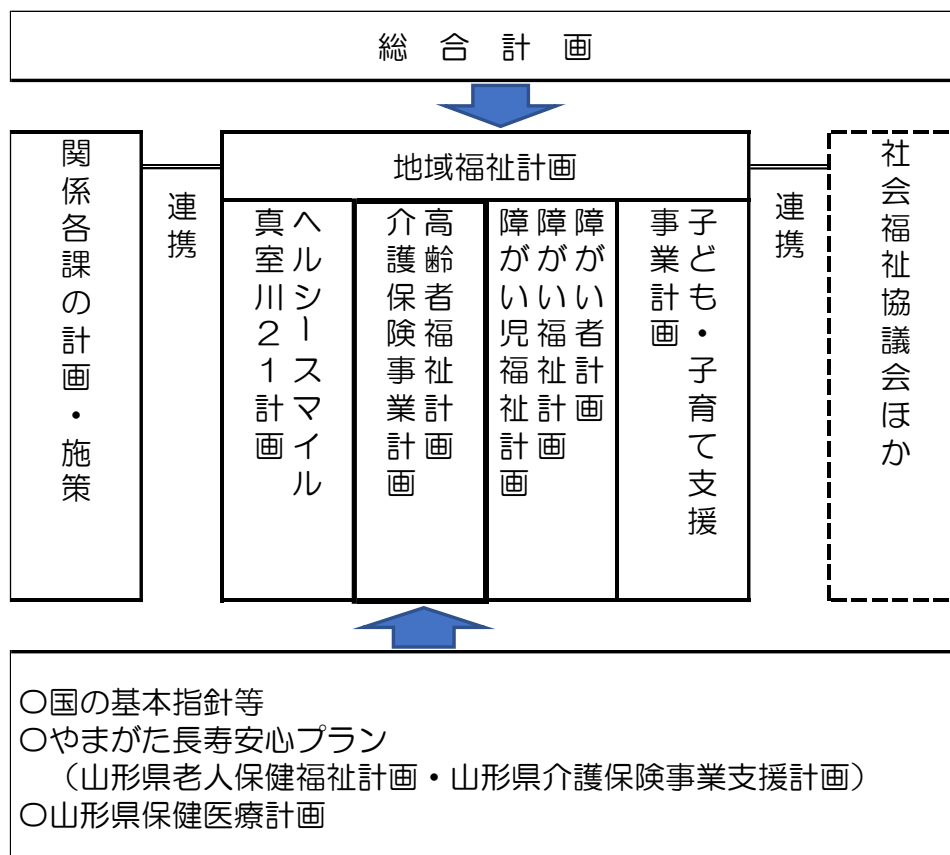 総合計画
関係各課の計画・施策
連携
地域福祉計画
ヘルシースマイル
真室川２１計画
高齢者福祉計画
介護保険事業計画
障がい者計画
障がい福祉計画
障がい児福祉計画
子ども・子育て支援
事業計画
連携
社会福祉協議会ほか
〇国の基本指針等
〇やまがた長寿安心プラン
（山形県老人保健福祉計画・山形県介護保険事業支援計画）
〇山形県保健医療計画